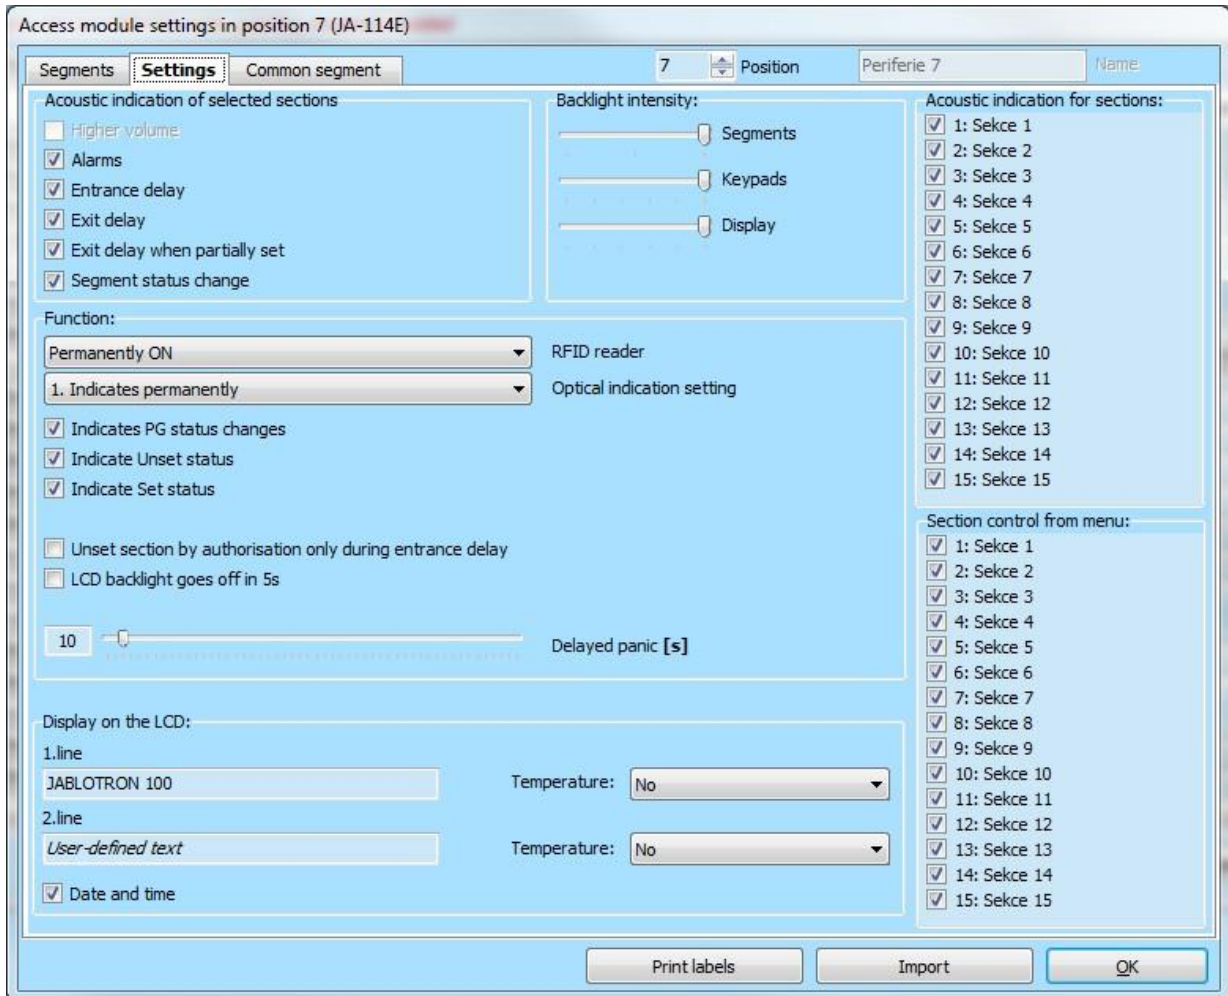 Access module settings in position 7 (JA-114E)
Segments
Settings
Common segment
7
Position
Periferie 7
Name
Acoustic indication of selected sections
Higher volume
Alarms
Entrance delay
Exit delay
Exit delay when partially set
Segment status change
Backlight intensity:
Segments
Keypads
Display
Acoustic indication for sections:
1: Sekce 1
2: Sekce 2
3: Sekce 3
4: Sekce 4
5: Sekce 5
6: Sekce 6
7: Sekce 7
8: Sekce 8
9: Sekce 9
10: Sekce 10
11: Sekce 11
12: Sekce 12
13: Sekce 13
14: Sekce 14
15: Sekce 15
Function:
Permanently ON
RFID reader
1. Indicates permanently
Optical indication setting
Indicates PG status changes
Indicate Unset status
Indicate Set status
Unset section by authorisation only during entrance delay
LCD backlight goes off in 5s
10
Delayed panic [s]
Section control from menu:
1: Sekce 1
2: Sekce 2
3: Sekce 3
4: Sekce 4
5: Sekce 5
6: Sekce 6
7: Sekce 7
8: Sekce 8
9: Sekce 9
10: Sekce 10
11: Sekce 11
12: Sekce 12
13: Sekce 13
14: Sekce 14
15: Sekce 15
Display on the LCD:
1.line
JABLOTRON 100
Temperature:
No
2.line
User-defined text
Temperature:
No
Date and time
Print labels
Import
OK